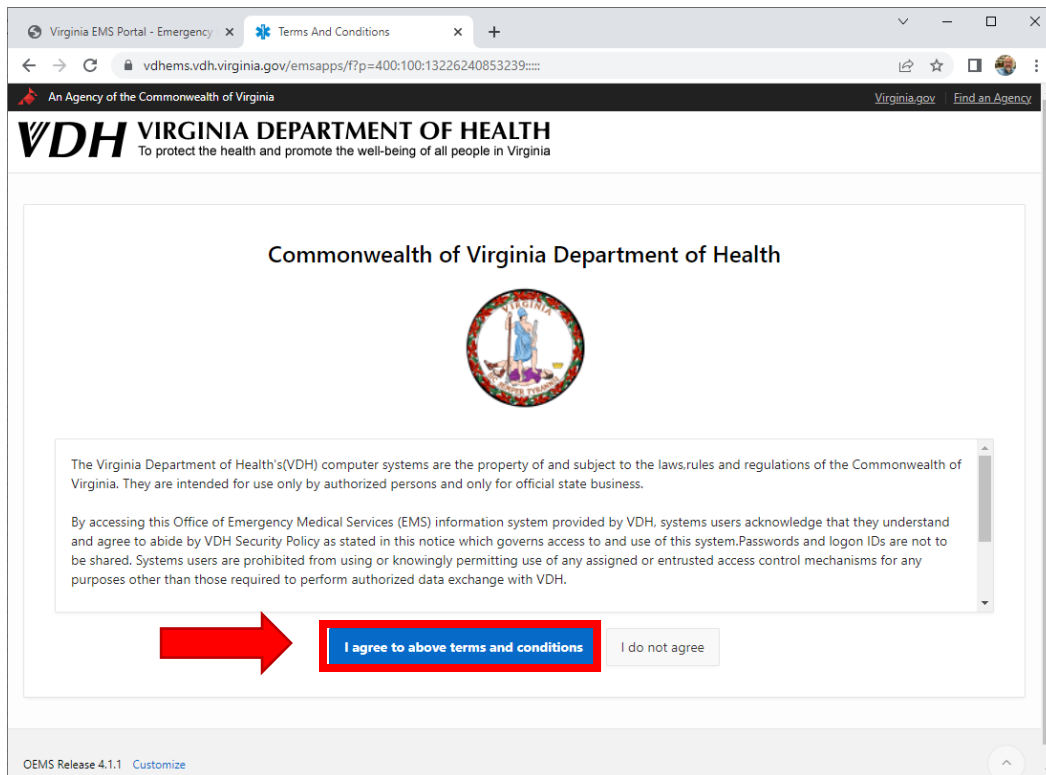 Virginia EMS Portal - Emergency
Terms And Conditions
vdhems.vdh.virginia.gov/emsapps/f?p=400:100:13226240853239:::::
An Agency of the Commonwealth of Virginia
Virginia.gov
Find an Agency
VDH VIRGINIA DEPARTMENT OF HEALTH
To protect the health and promote the well-being of all people in Virginia
Commonwealth of Virginia Department of Health
VIRGINIA
SIC SEMPER TYRANNIS
The Virginia Department of Health's(VDH) computer systems are the property of and subject to the laws,rules and regulations of the Commonwealth of
Virginia. They are intended for use only by authorized persons and only for official state business.
By accessing this Office of Emergency Medical Services (EMS) information system provided by VDH, systems users acknowledge that they understand
and agree to abide by VDH Security Policy as stated in this notice which governs access to and use of this system.Passwords and logon IDs are not to
be shared. Systems users are prohibited from using or knowingly permitting use of any assigned or entrusted access control mechanisms for any
purposes other than those required to perform authorized data exchange with VDH.
I agree to above terms and conditions
I do not agree
OEMS Release 4.1.1 Customize